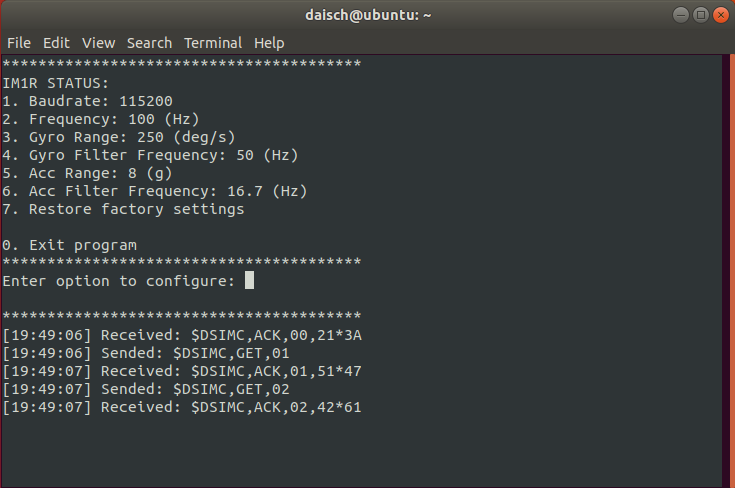 daisch@ubuntu: ~
File Edit View Search Terminal Help
****************************************
IM1R STATUS:
1. Baudrate: 115200
2. Frequency: 100 (Hz)
3. Gyro Range: 250 (deg/s)
4. Gyro Filter Frequency: 50 (Hz)
5. Acc Range: 8 (g)
6. Acc Filter Frequency: 16.7 (Hz)
7. Restore factory settings
0. Exit program
****************************************
Enter option to configure:
****************************************
[19:49:06] Received: $DSIMC,ACK,00,21*3A
[19:49:06] Sended: $DSIMC,GET,01
[19:49:07] Received: $DSIMC,ACK,01,51*47
[19:49:07] Sended: $DSIMC,GET,02
[19:49:07] Received: $DSIMC,ACK,02,42*61